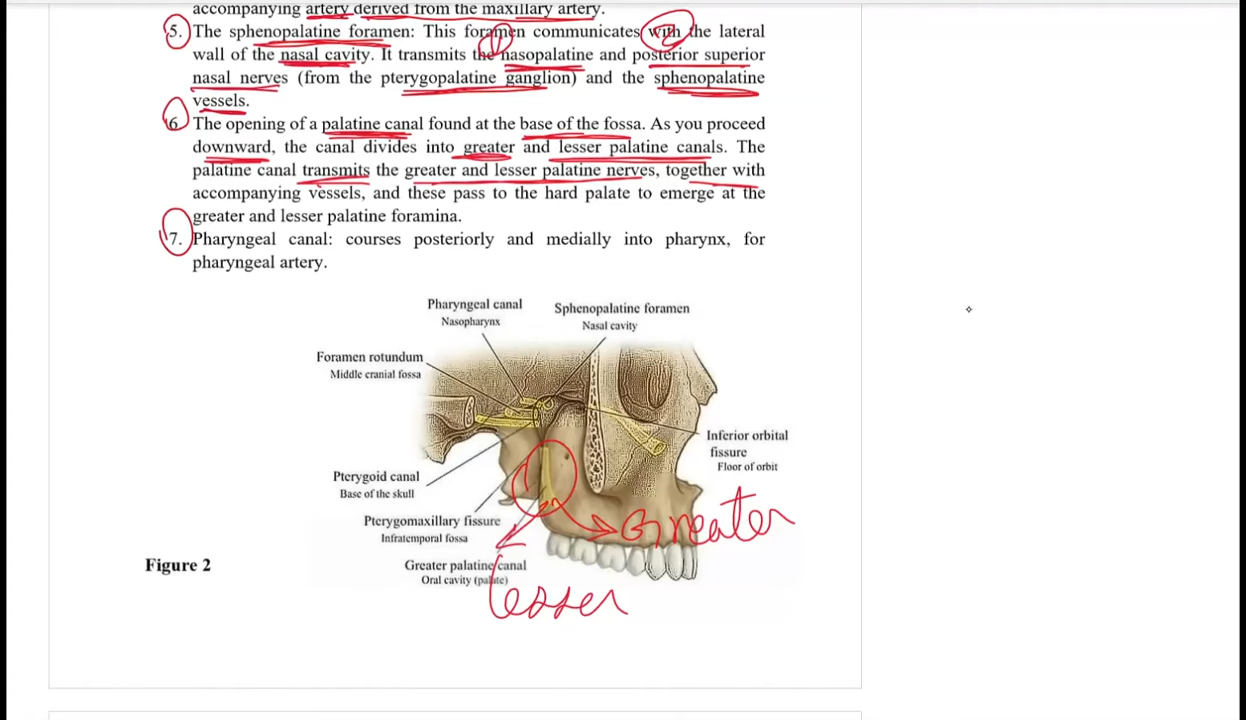 accompanying artery derived from the maxillary artery.
5. The sphenopalatine foramen: This foramen communicates with the lateral
wall of the nasal cavity. It transmits the nasopalatine and posterior superior
nasal nerves (from the pterygopalatine ganglion) and the sphenopalatine
vessels.
6. The opening of a palatine canal found at the base of the fossa. As you proceed
downward, the canal divides into greater and lesser palatine canals. The
palatine canal transmits the greater and lesser palatine nerves, together with
accompanying vessels, and these pass to the hard palate to emerge at the
greater and lesser palatine foramina.
7. Pharyngeal canal: courses posteriorly and medially into pharynx, for
pharyngeal artery.
Pharyngeal canal
Nasopharynx
Sphenopalatine foramen
Nasal cavity
Foramen rotundum
Middle cranial fossa
Inferior orbital
fissure
Floor of orbit
Pterygoid canal
Base of the skull
Pterygomaxillary fissure
Infratemporal fossa
Greater
Greater palatine canal
Oral cavity (palate)
lesser
Figure 2
1
2